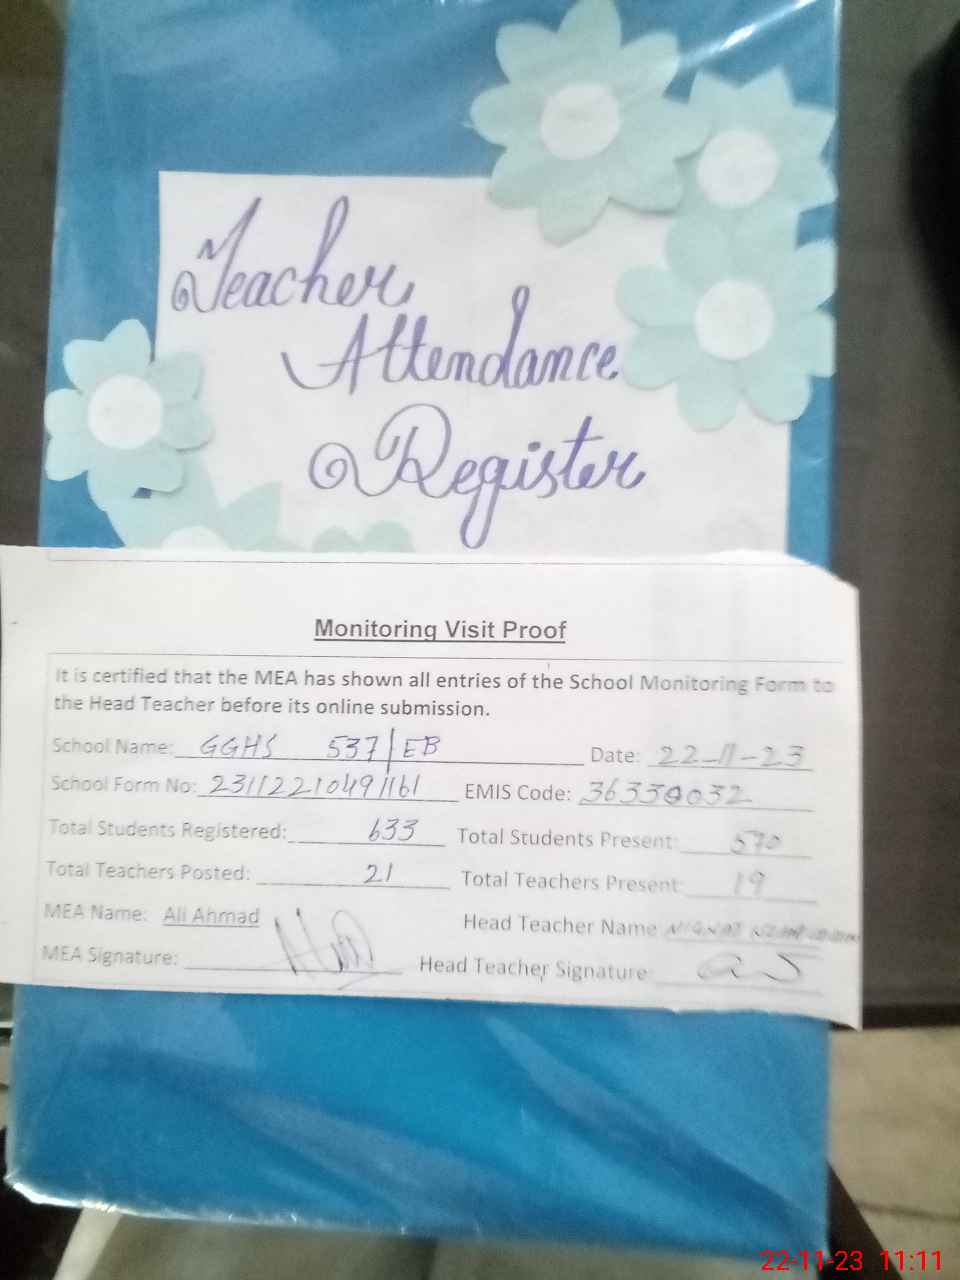 Teacher
Attendance
Register
Monitoring Visit Proof
It is certified that the MEA has shown all entries of the School Monitoring Form to
the Head Teacher before its online submission.
School Name: GGHS 537/EB Date: 22-11-23
School Form No: EMIS Code:
Total Students Registered: 633 Total Students Present: 570
Total Teachers Posted: 21 Total Teachers Present: 19
MEA Name: Ali Ahmad Head Teacher Name
MEA Signature: Head Teacher Signature:
22-11-23 11:11